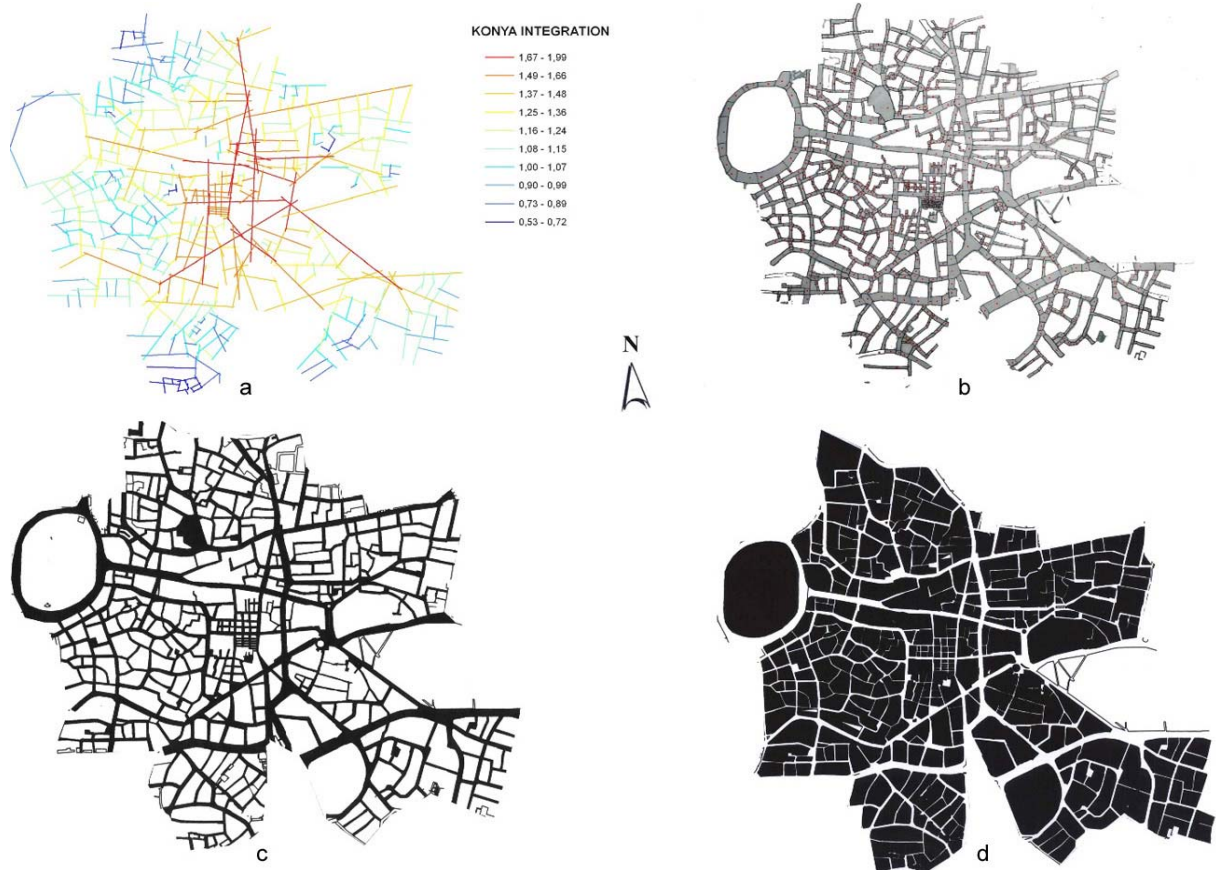 KONYA INTEGRATION
1,67 - 1,99
1,49 - 1,66
1,37 - 1,48
1,25 - 1,36
1,16 - 1,24
1,08 - 1,15
1,00 - 1,07
0,90 - 0,99
0,73 - 0,89
0,53 - 0,72
a
b
N
c
d